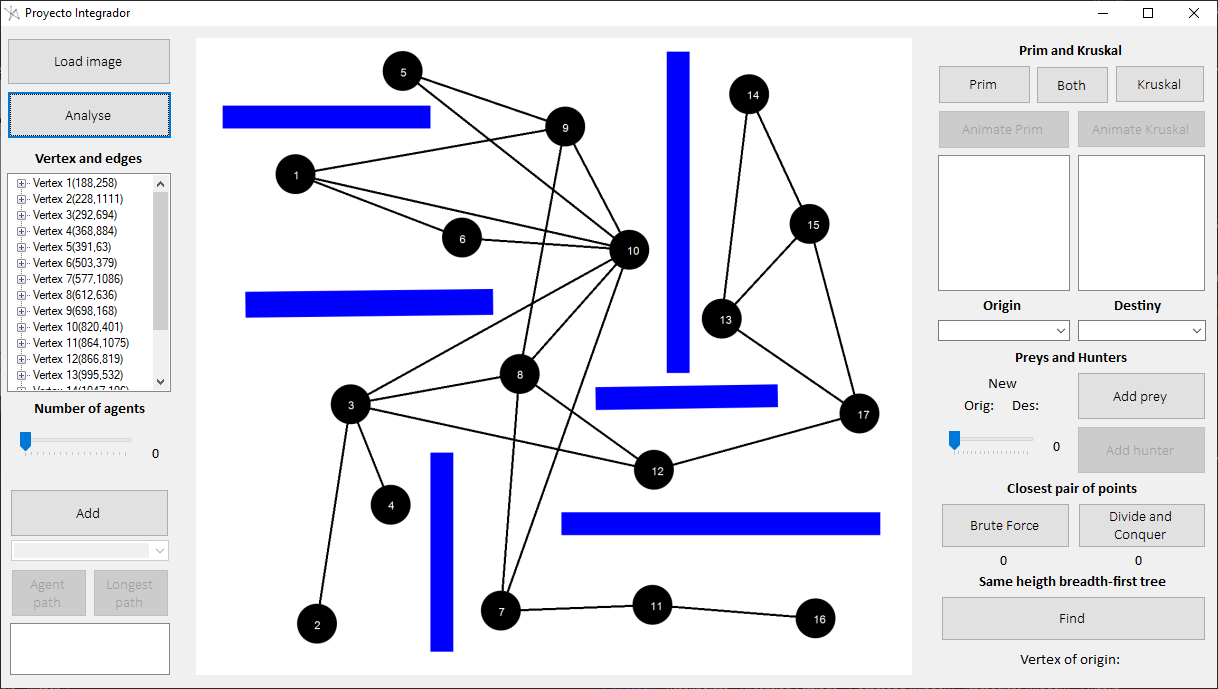 Proyecto Integrador
Load image
Analyse
Vertex and edges
Vertex 1(188,258)
Vertex 2(228,1111)
Vertex 3(292,694)
Vertex 4(368,884)
Vertex 5(391,63)
Vertex 6(503,379)
Vertex 7(577,1086)
Vertex 8(612,636)
Vertex 9(698,168)
Vertex 10(820,401)
Vertex 11(864,1075)
Vertex 12(866,819)
Vertex 13(995,532)
Number of agents
0
Add
Agent
path
Longest
path
5
14
9
1
15
6
10
13
8
3
17
12
4
11
7
16
2
Prim and Kruskal
Prim
Both
Kruskal
Animate Prim
Animate Kruskal
Origin
Destiny
Preys and Hunters
New
Orig: Des:
Add prey
0
Add hunter
Closest pair of points
Brute Force
Divide and
Conquer
0
0
Same heigth breadth-first tree
Find
Vertex of origin: